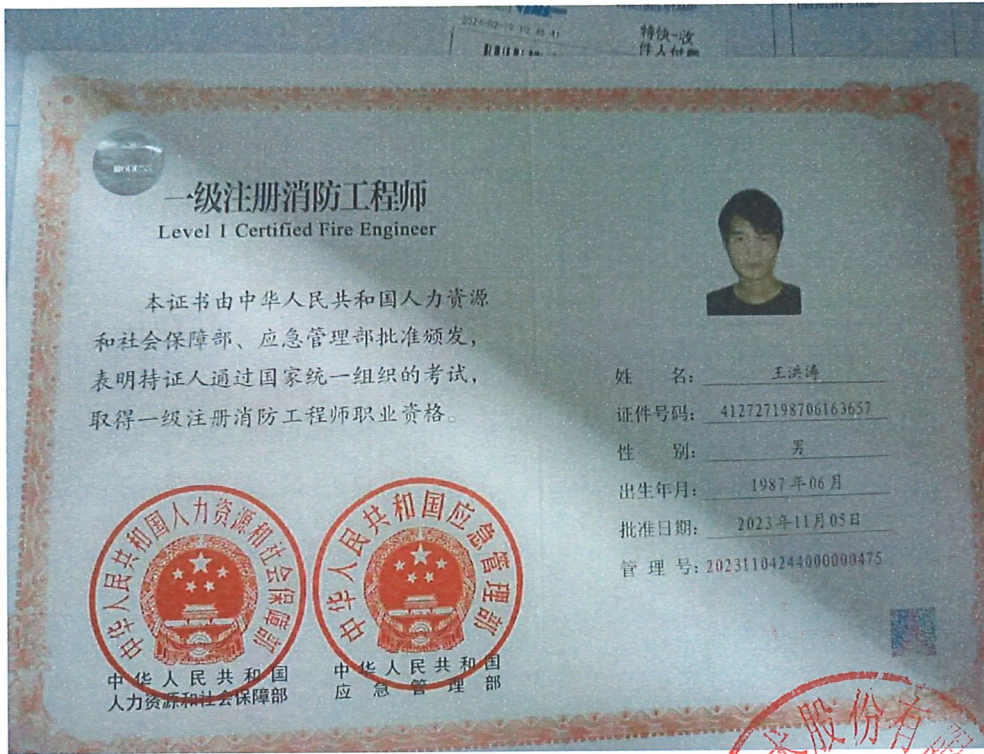 特快-收
件人付费
一级注册消防工程师
Level 1 Certified Fire Engineer
本证书由中华人民共和国人力资源
和社会保障部、应急管理部批准颁发，
表明持证人通过国家统一组织的考试，
取得一级注册消防工程师职业资格。
姓 名：王洪涛
证件号码：412727198706163657
性 别：男
出生年月：1987年06月
批准日期：2023年11月05日
管 理 号：20231104244000000475
中华人民共和国人力资源和社会保障部
中华人民共和国应急管理部
中华人民共和国
人力资源和社会保障部
中华人民共和国
应急管理部
股份有限